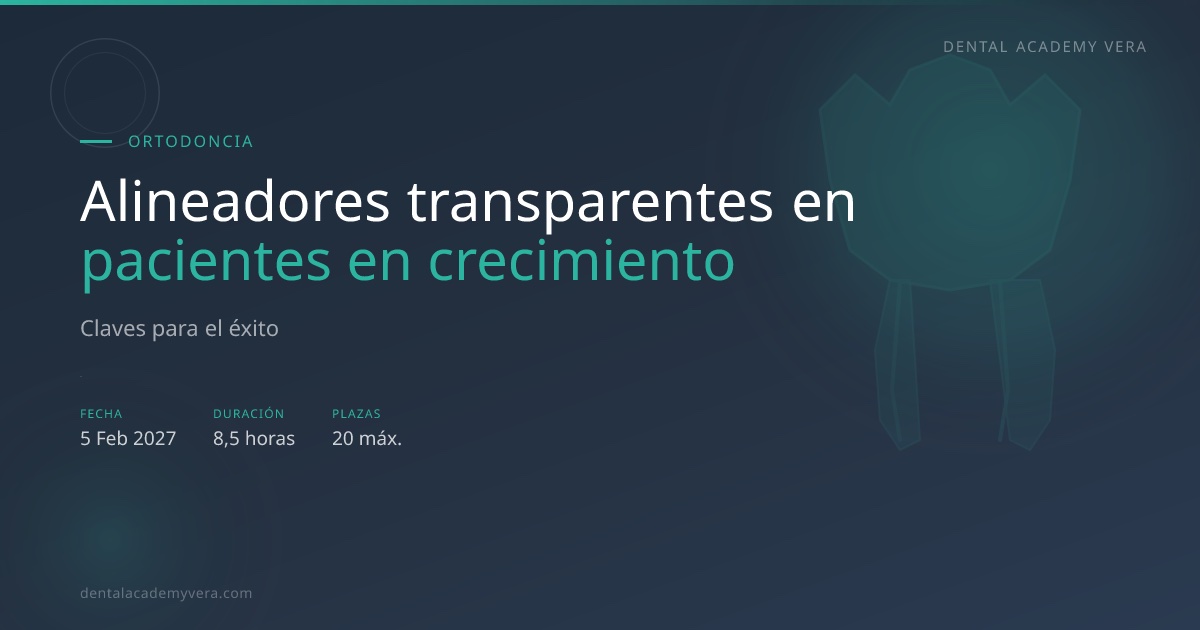 DENTAL ACADEMY VERA
ORTODONCIA
Alineadores transparentes en
pacientes en crecimiento
Claves para el éxito
FECHA DURACIÓN PLAZAS
5 Feb 2027 8,5 horas 20 máx.
dentalacademyvera.com